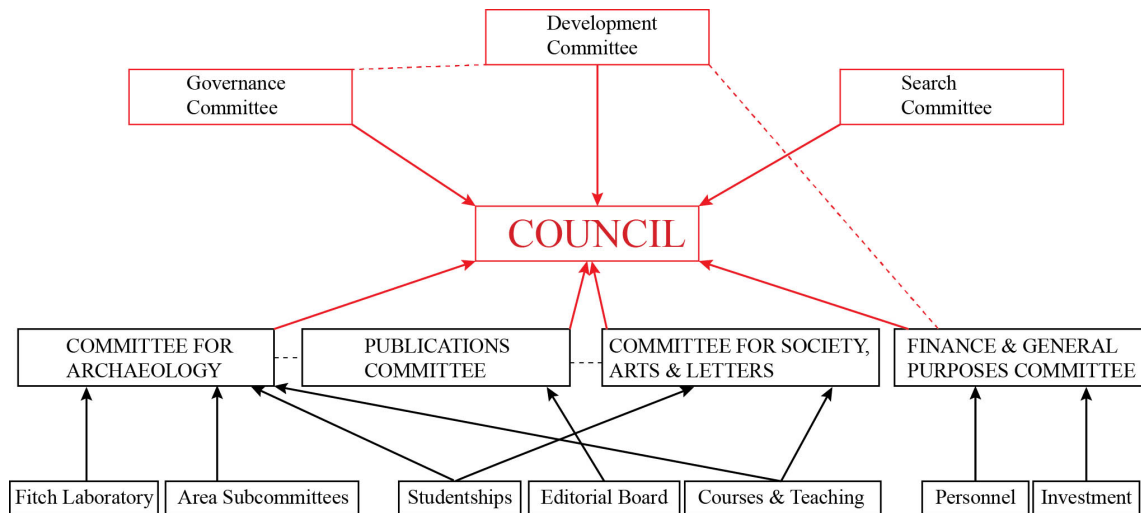 Development
Committee
Governance
Committee
Search
Committee
COUNCIL
COMMITTEE FOR
ARCHAEOLOGY
PUBLICATIONS
COMMITTEE
COMMITTEE FOR SOCIETY,
ARTS & LETTERS
FINANCE & GENERAL
PURPOSES COMMITTEE
Fitch Laboratory
Area Subcommittees
Studentships
Editorial Board
Courses & Teaching
Personnel
Investment